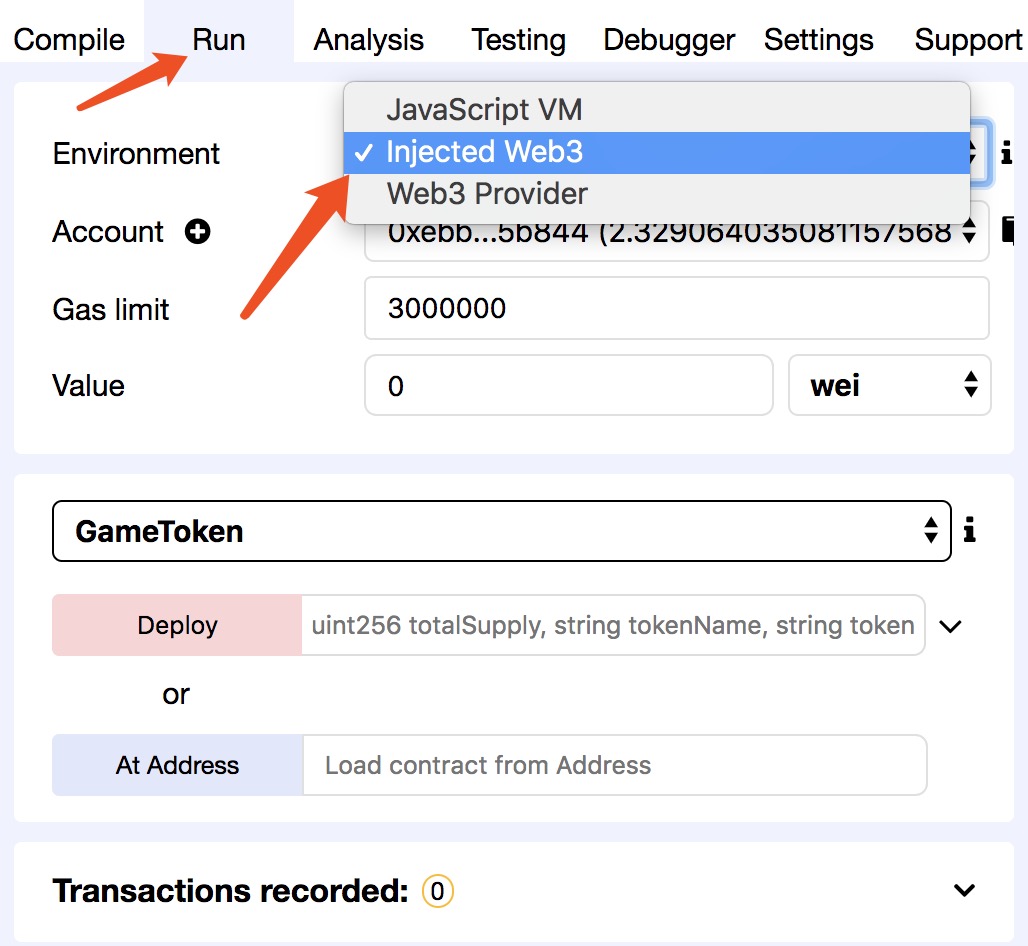 Compile Run Analysis Testing Debugger Settings Support
JavaScript VM
Environment ✓ Injected Web3
Web3 Provider
Account 0xebb...5b844 (2.329064035081157568
Gas limit 3000000
Value 0 wei
GameToken
Deploy uint256 totalSupply, string tokenName, string token
or
At Address Load contract from Address
Transactions recorded: 0